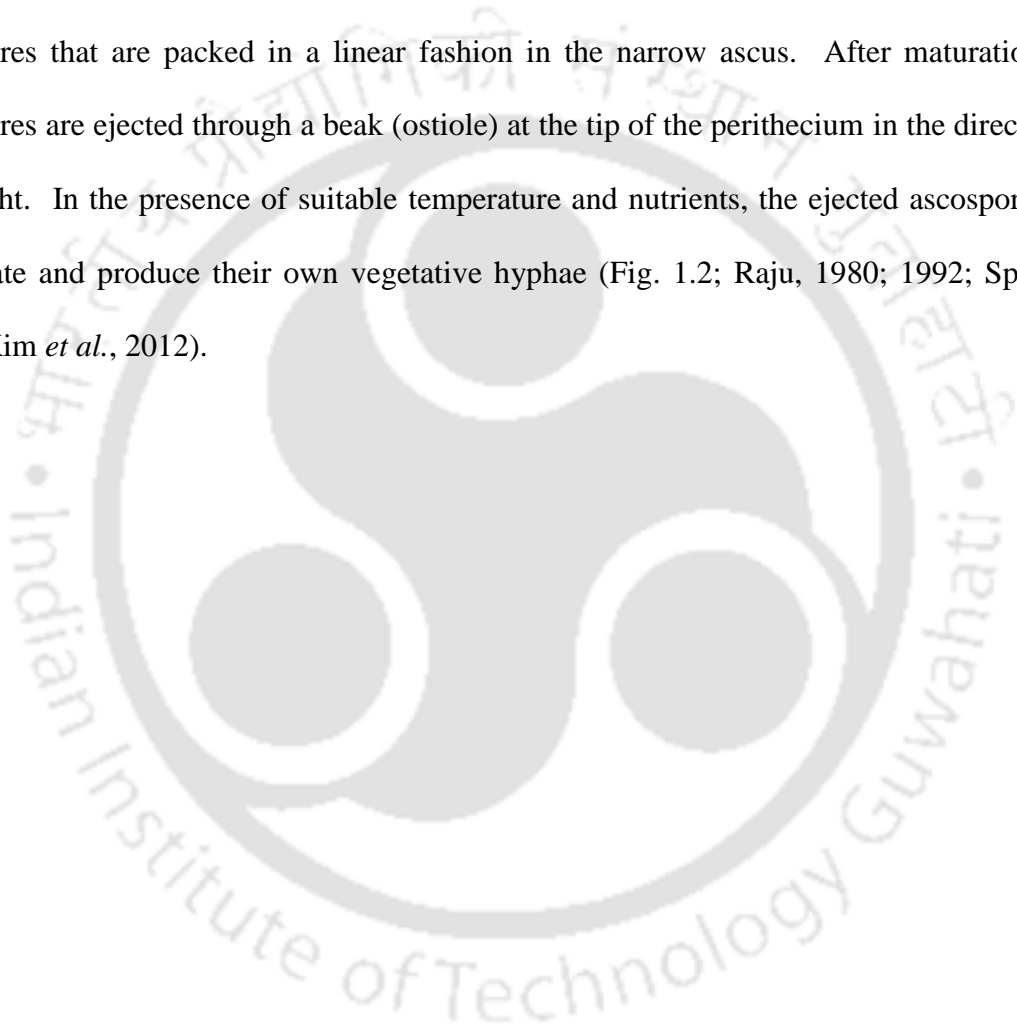 res that are packed in a linear fashion in the narrow ascus. After maturatio
res are ejected through a beak (ostiole) at the tip of the perithecium in the direc
ht. In the presence of suitable temperature and nutrients, the ejected ascospor
ate and produce their own vegetative hyphae (Fig. 1.2; Raju, 1980; 1992; Sp
im et al., 2012).
भारतीय प्रौद्योगिकी संस्थान गुवाहाटी
• Indian Institute of Technology Guwahati •